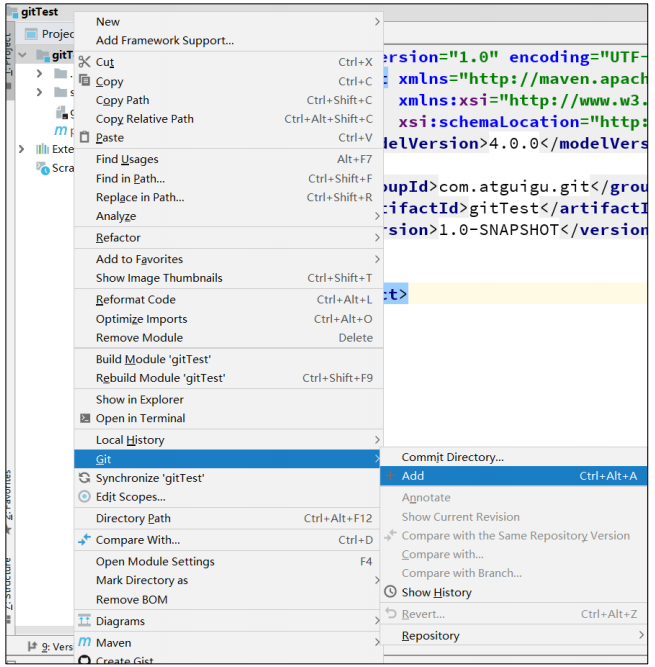 gitTest
Projec
1: Project
gitT
Exte
Scra
New
Add Framework Support...
Cut Ctrl+X
Copy Ctrl+C
Copy Path Ctrl+Shift+C
Copy Relative Path Ctrl+Alt+Shift+C
Paste Ctrl+V
Find Usages Alt+F7
Find in Path... Ctrl+Shift+F
Replace in Path... Ctrl+Shift+R
Analyze
Refactor
Add to Favorites
Show Image Thumbnails Ctrl+Shift+T
Reformat Code Ctrl+Alt+L
Optimize Imports Ctrl+Alt+O
Remove Module Delete
Build Module 'gitTest'
Rebuild Module 'gitTest' Ctrl+Shift+F9
Show in Explorer
Open in Terminal
Local History
Git
Synchronize 'gitTest'
Edit Scopes...
Directory Path Ctrl+Alt+F12
Compare With... Ctrl+D
Open Module Settings F4
Mark Directory as
Remove BOM
Diagrams
Maven
Create Gist
ersion="1.0" encoding="UTF-
t xmlns="http://maven.apach
xmlns:xsi="http://www.w3.
xsi:schemaLocation="http:
delVersion>4.0.0</modelVers
oupId>com.atguigu.git</grou
tifactId>gitTest</artifactI
rsion>1.0-SNAPSHOT</version
ct>
Commit Directory...
Add Ctrl+Alt+A
Annotate
Show Current Revision
Compare with the Same Repository Version
Compare with...
Compare with Branch...
Show History
Revert... Ctrl+Alt+Z
Repository
2: Favorites
Z: Structure
9: Vers